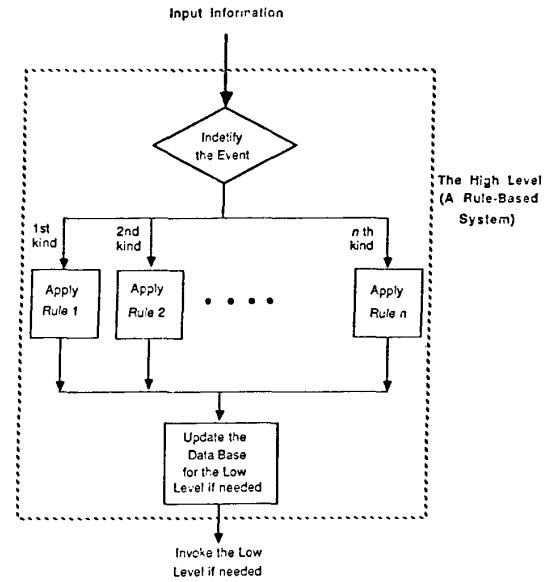 Input Information
Indetify
the Event
The High Level
(A Rule-Based
System)
1st
kind
2nd
kind
n th
kind
Apply
Rule 1
Apply
Rule 2
Apply
Rule n
Update the
Data Base
for the Low
Level if needed
Invoke the Low
Level if needed